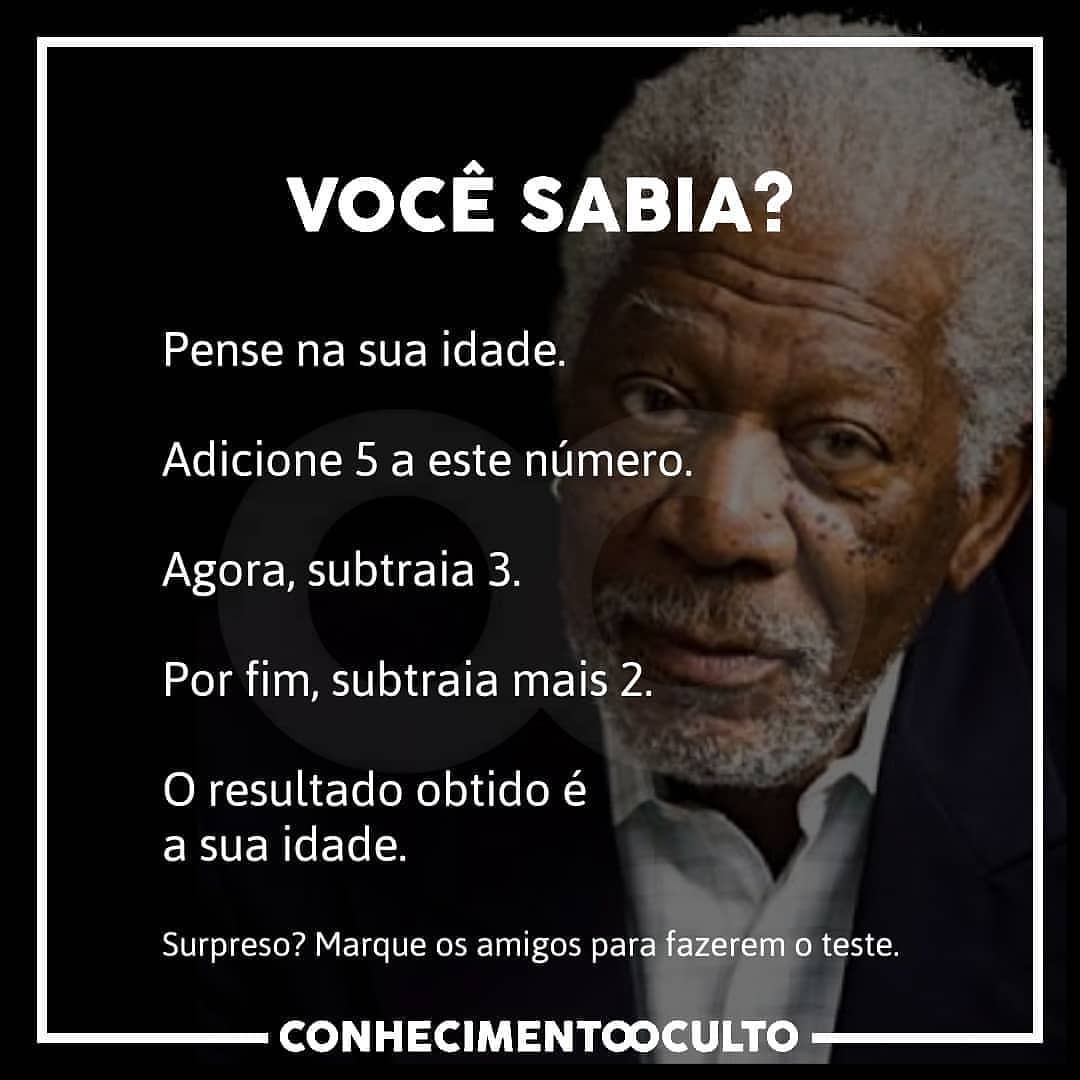 VOCÊ SABIA?
Pense na sua idade.
Adicione 5 a este número.
Agora, subtraia 3.
Por fim, subtraia mais 2.
O resultado obtido é
a sua idade.
Surpreso? Marque os amigos para fazerem o teste.
CONHECIMENTOOCULTO